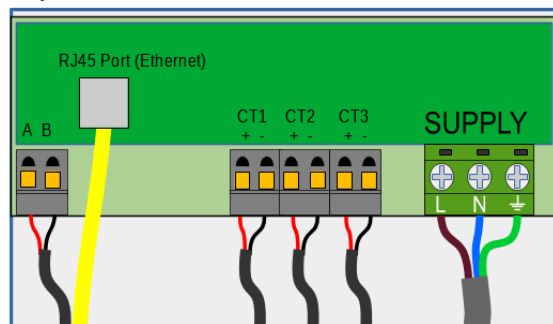 RJ45 Port (Ethernet)
CT1 CT2 CT3
+ - + - + -
A B
SUPPLY
L N